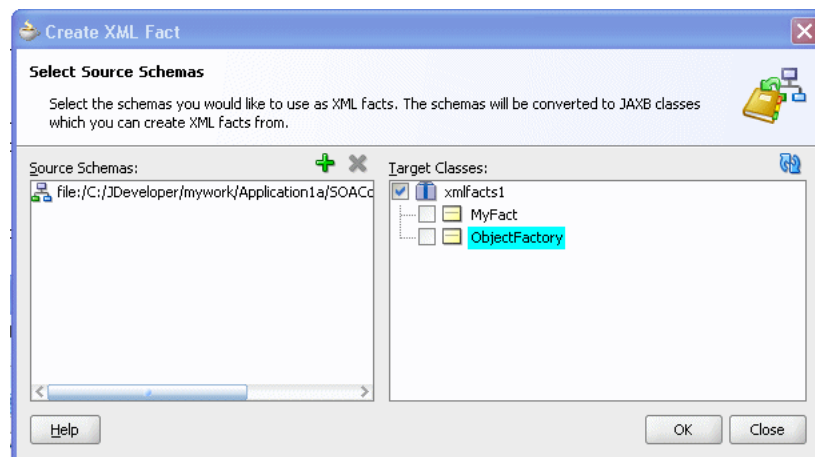 Create XML Fact
Select Source Schemas
Select the schemas you would like to use as XML facts. The schemas will be converted to JAXB classes
which you can create XML facts from.
Source Schemas:
Target Classes:
file:/C:/JDeveloper/mywork/Application1a/SOACo
xmlfacts1
MyFact
ObjectFactory
Help
OK
Close